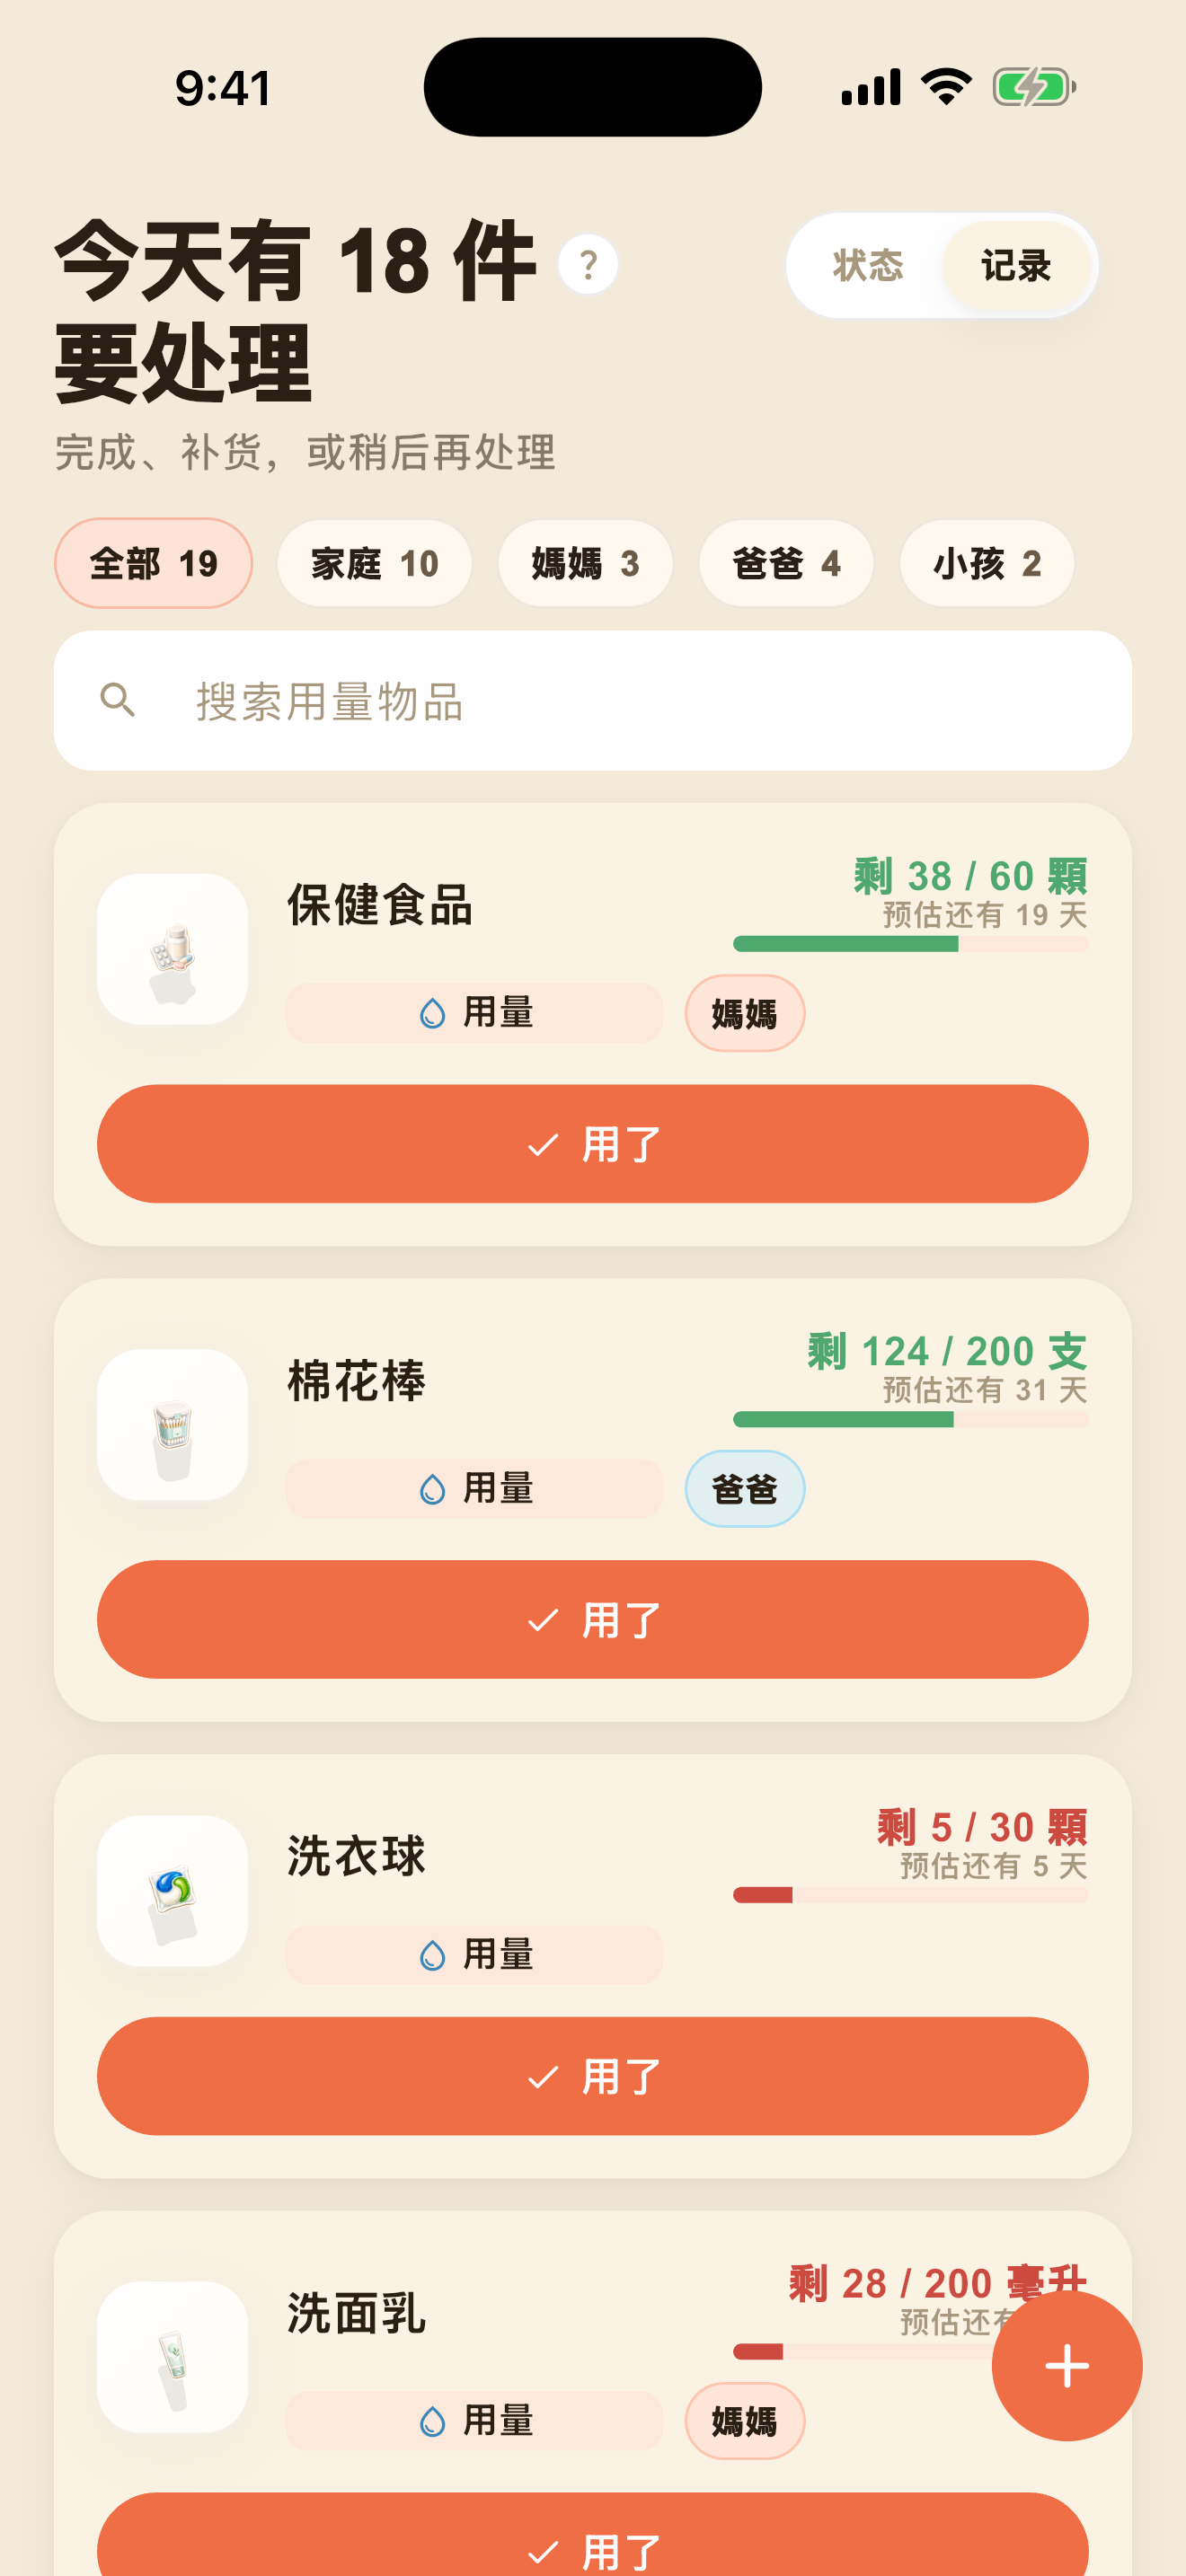 9:41
今天有 18 件
?
要处理
状态
记录
完成、补货，或稍后再处理
全部 19
家庭 10
媽媽 3
爸爸 4
小孩 2
搜索用量物品
保健食品
剩 38 / 60 顆
预估还有 19 天
用量
媽媽
用了
棉花棒
剩 124 / 200 支
预估还有 31 天
用量
爸爸
用了
洗衣球
剩 5 / 30 顆
预估还有 5 天
用量
用了
洗面乳
剩 28 / 200 毫升
预估还有
用量
媽媽
用了